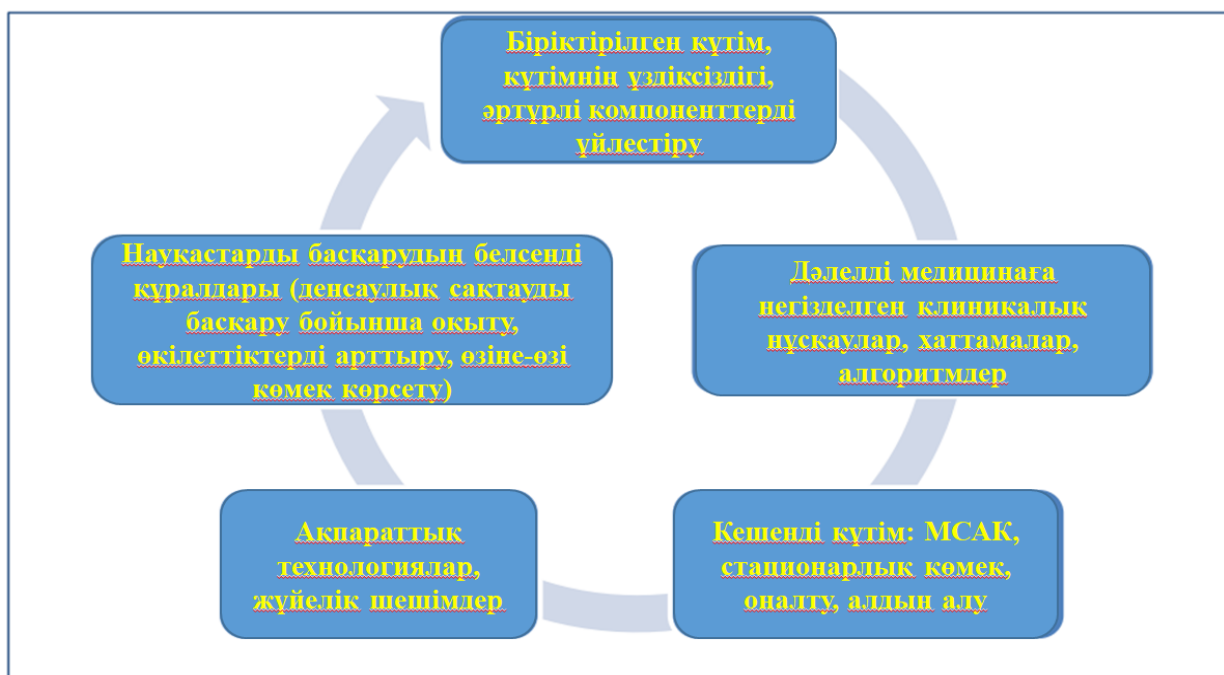 Біріктірілген күтім,
күтімнің үздіксіздігі,
әртүрлі компоненттерді
үйлестіру
Дәлелді медицинаға
негізделген клиникалық
нұсқаулар, хаттамалар,
алгоритмдер
Кешенді күтім: МСАК,
стационарлық көмек,
оналту, алдын алу
Ақпараттық
технологиялар,
жүйелік шешімдер
Науқастарды басқарудың белсенді
құралдары (денсаулық сақтауды
басқару бойынша оқыту,
өкілеттіктерді арттыру, өзіне-өзі
көмек көрсету)